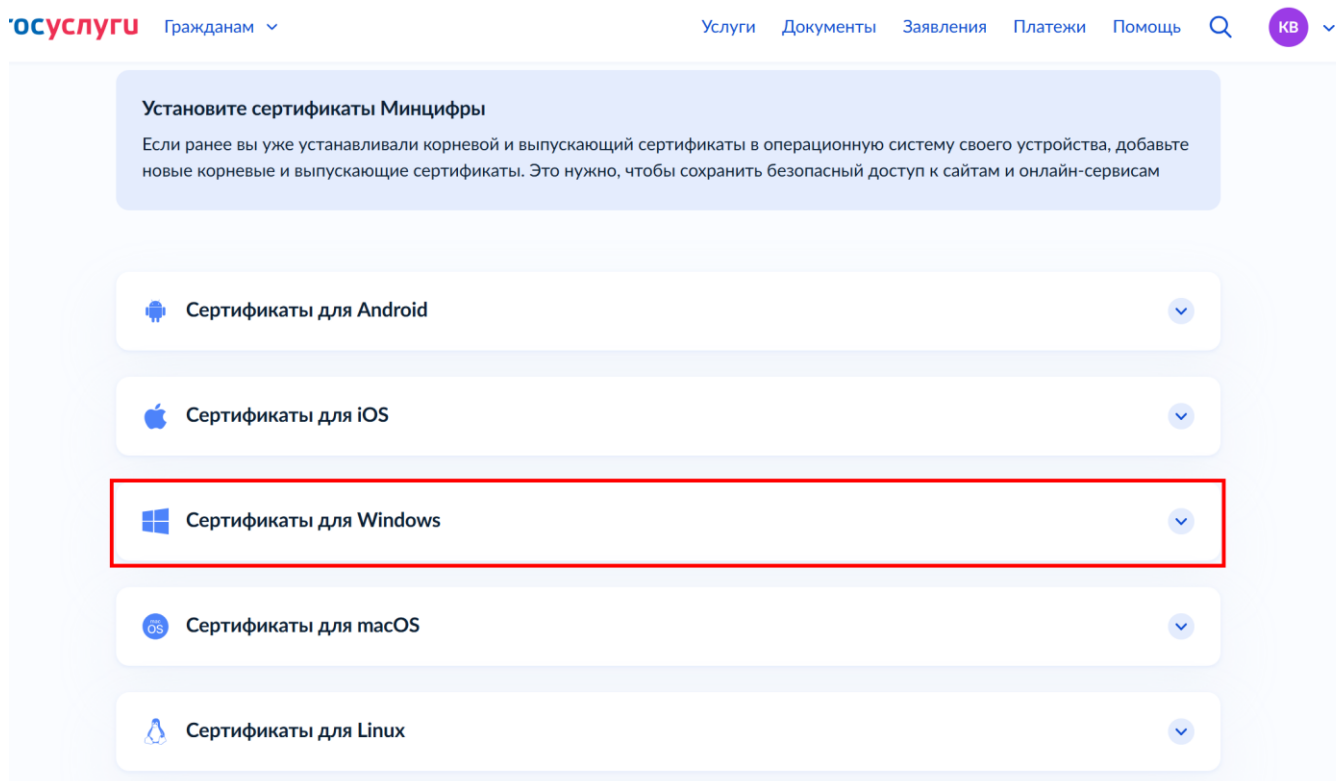 госуслуги Гражданам Услуги Документы Заявления Платежи Помощь КВ
Установите сертификаты Минцифры
Если ранее вы уже устанавливали корневой и выпускающий сертификаты в операционную систему своего устройства, добавьте
новые корневые и выпускающие сертификаты. Это нужно, чтобы сохранить безопасный доступ к сайтам и онлайн-сервисам
Сертификаты для Android
Сертификаты для iOS
Сертификаты для Windows
mac
OS
Сертификаты для macOS
Сертификаты для Linux